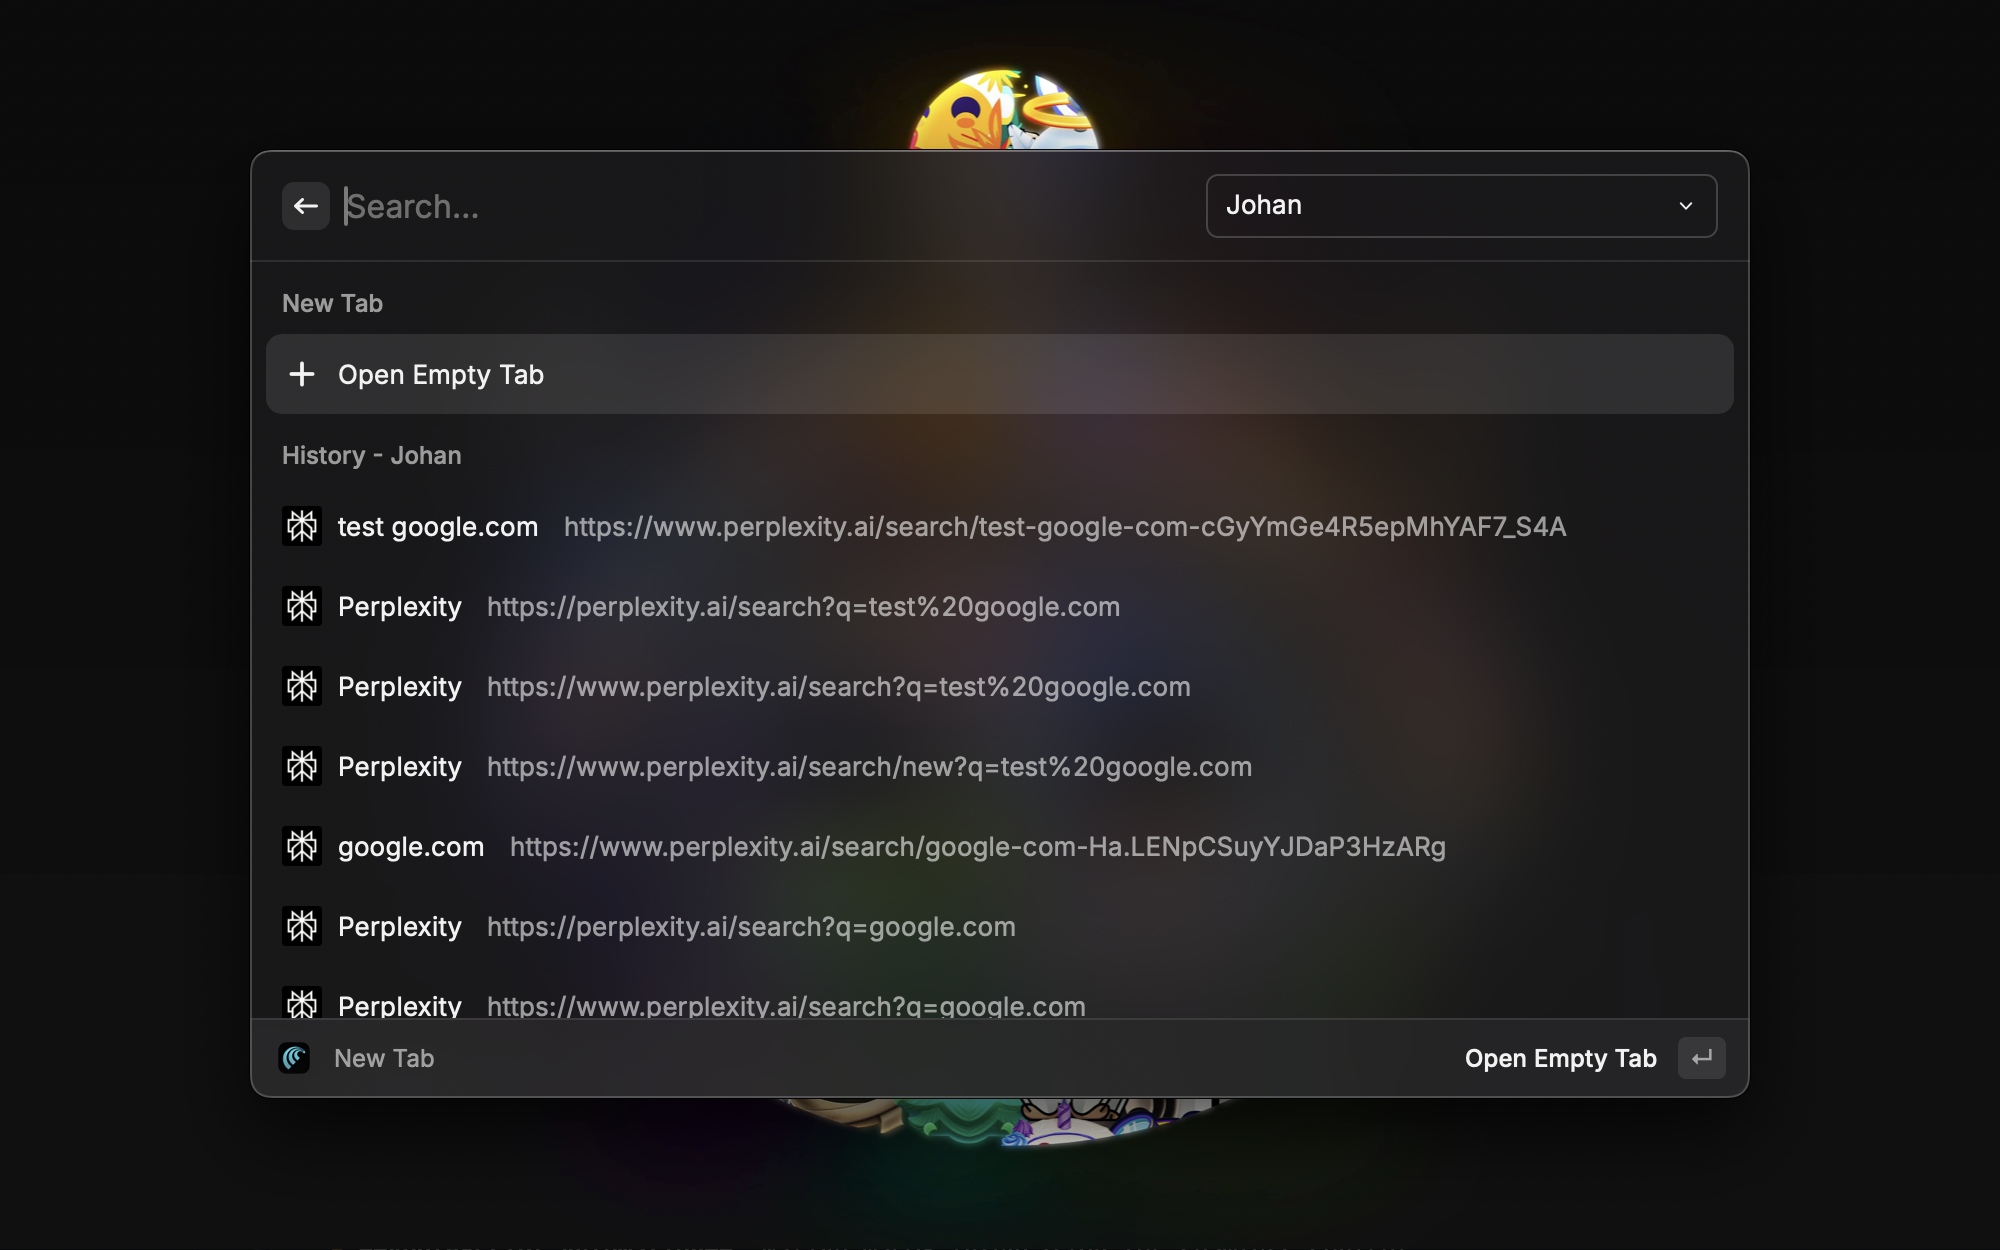 Search...
Johan
New Tab
Open Empty Tab
History - Johan
test google.com https://www.perplexity.ai/search/test-google-com-cGyYmGe4R5epMhYAF7_S4A
Perplexity https://perplexity.ai/search?q=test%20google.com
Perplexity https://www.perplexity.ai/search?q=test%20google.com
Perplexity https://www.perplexity.ai/search/new?q=test%20google.com
google.com https://www.perplexity.ai/search/google-com-Ha.LENpCSuyYJDaP3HzARg
Perplexity https://perplexity.ai/search?q=google.com
Perplexity https://www.perplexity.ai/search?q=google.com
New Tab
Open Empty Tab